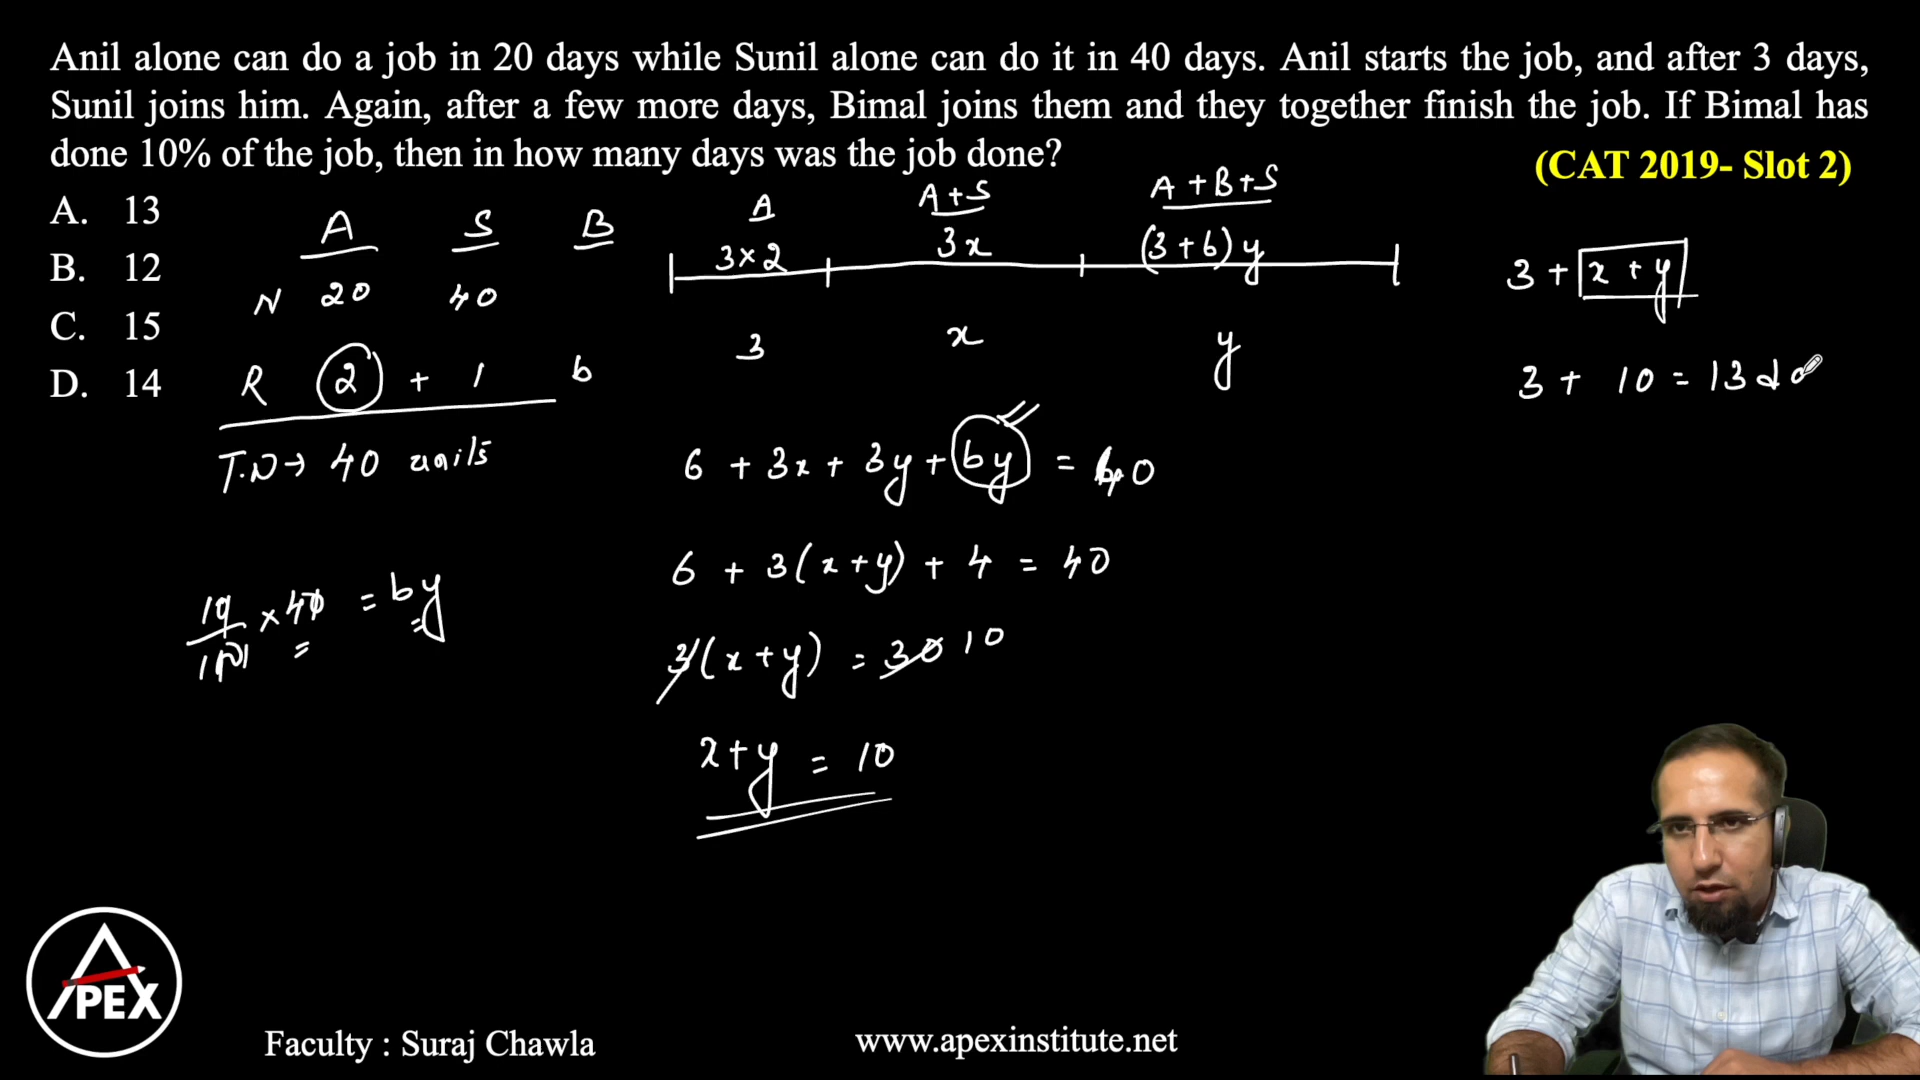 Anil alone can do a job in 20 days while Sunil alone can do it in 40 days. Anil starts the job, and after 3 days,
Sunil joins him. Again, after a few more days, Bimal joins them and they together finish the job. If Bimal has
done 10% of the job, then in how many days was the job done?
(CAT 2019- Slot 2)
A. 13
B. 12
C. 15
D. 14
A S B
N 20 40
R 2 + 1 b
T.W → 40 units
10/100 × 40 = by
A A+S A+B+S
3×2 3x (3+b)y
3 x y
6 + 3x + 3y + by = 40
6 + 3(x+y) + 4 = 40
3(x+y) = 30 10
x+y = 10
3 + x + y
3 + 10 = 13 d
APEX
Faculty : Suraj Chawla
www.apexinstitute.net